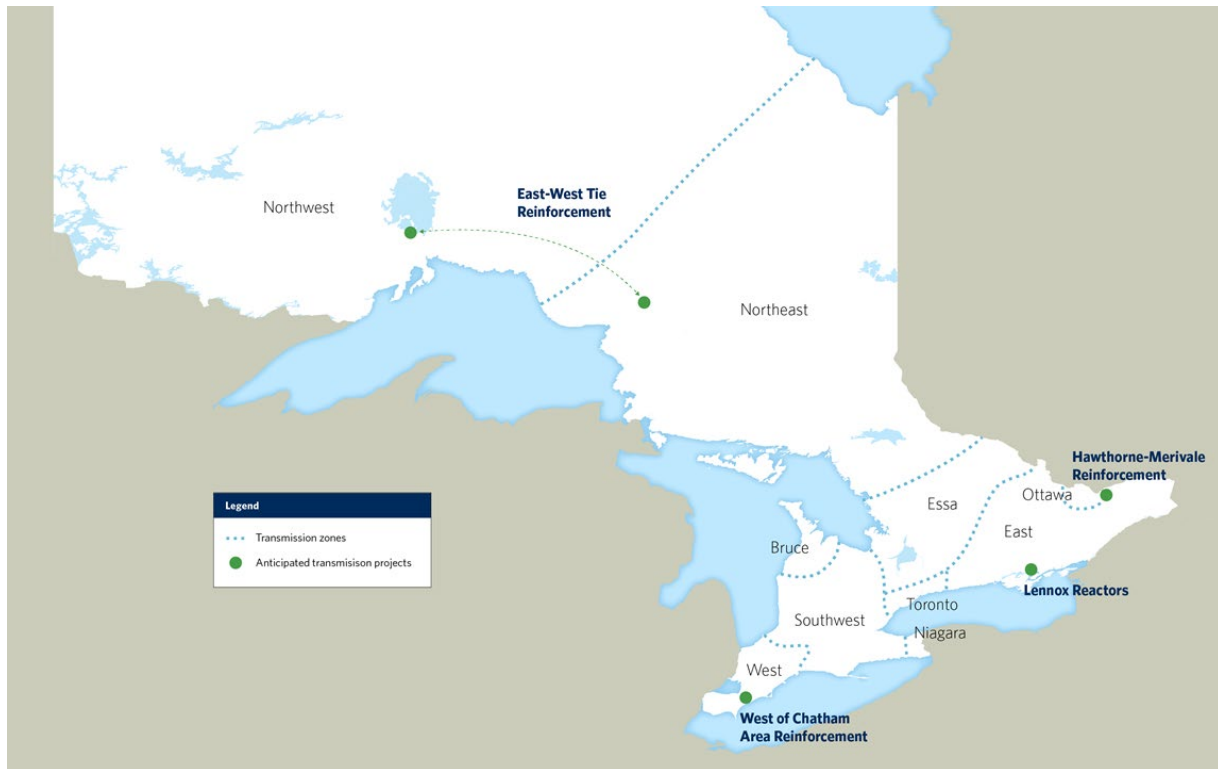 Northwest
East-West Tie
Reinforcement
Northeast
Hawthorne-Merivale
Reinforcement
Legend
Transmission zones
Anticipated transmisison projects
Essa
Ottawa
East
Bruce
Lennox Reactors
Toronto
Southwest
Niagara
West
West of Chatham
Area Reinforcement